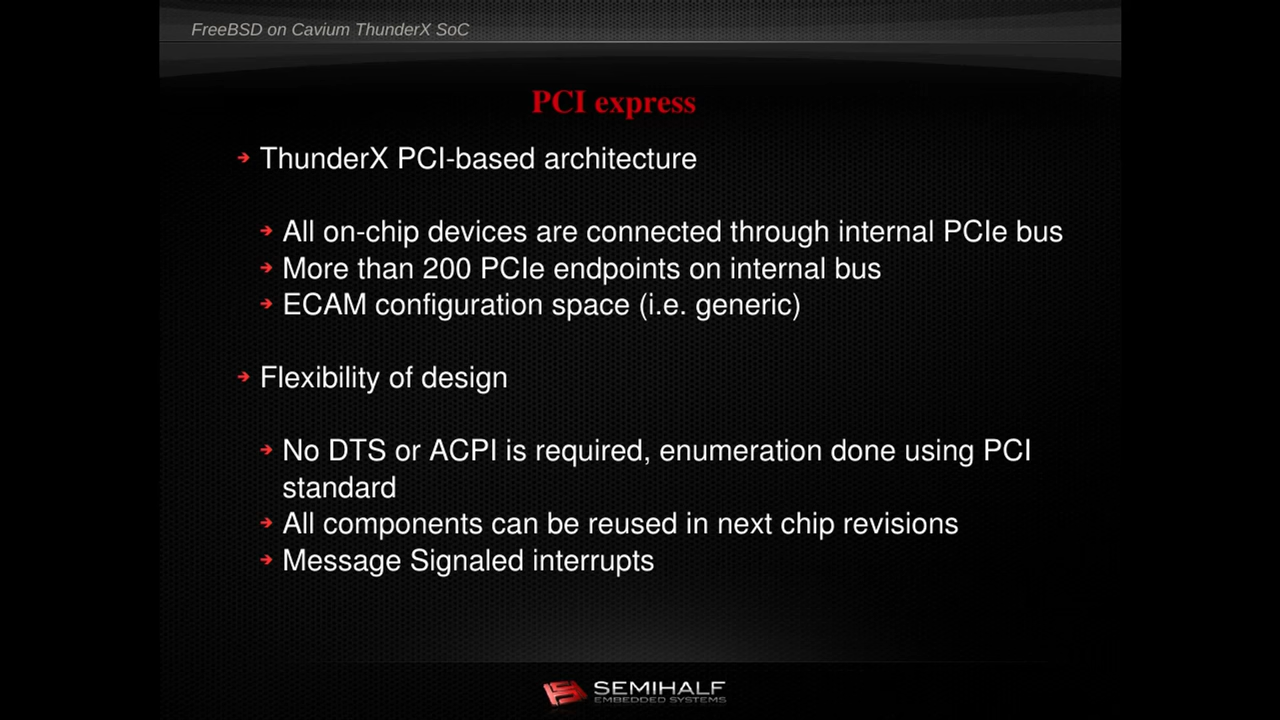 FreeBSD on Cavium ThunderX SoC
PCI express
ThunderX PCI-based architecture
All on-chip devices are connected through internal PCIe bus
More than 200 PCIe endpoints on internal bus
ECAM configuration space (i.e. generic)
Flexibility of design
No DTS or ACPI is required, enumeration done using PCI
standard
All components can be reused in next chip revisions
Message Signaled interrupts
SEMIHALF
EMBEDDED SYSTEMS